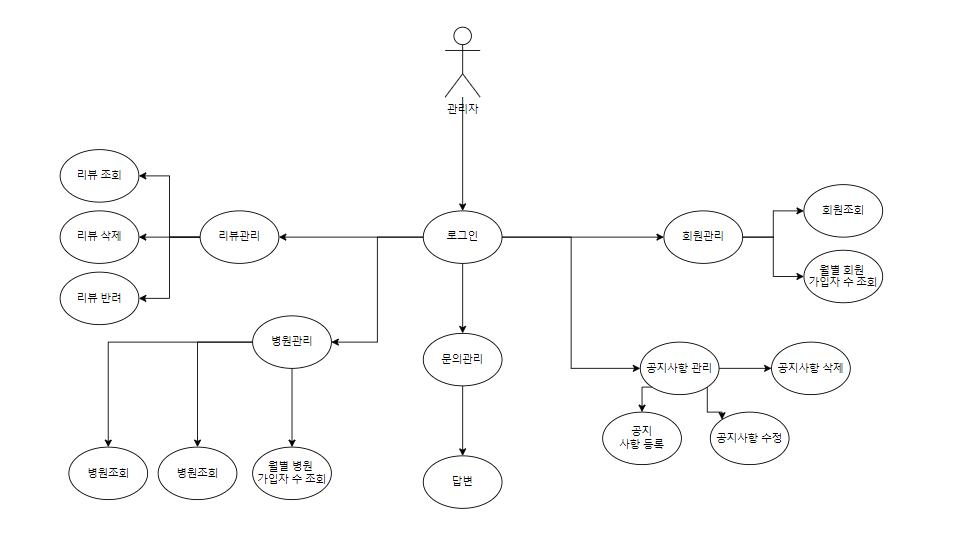 관리자
리뷰 조회
리뷰 삭제
리뷰 반려
리뷰관리
로그인
회원관리
회원조회
월별 회원
가입자 수 조회
병원관리
문의관리
공지사항 관리
공지사항 삭제
공지
사항 등록
공지사항 수정
병원조회
병원조회
월별 병원
가입자 수 조회
답변